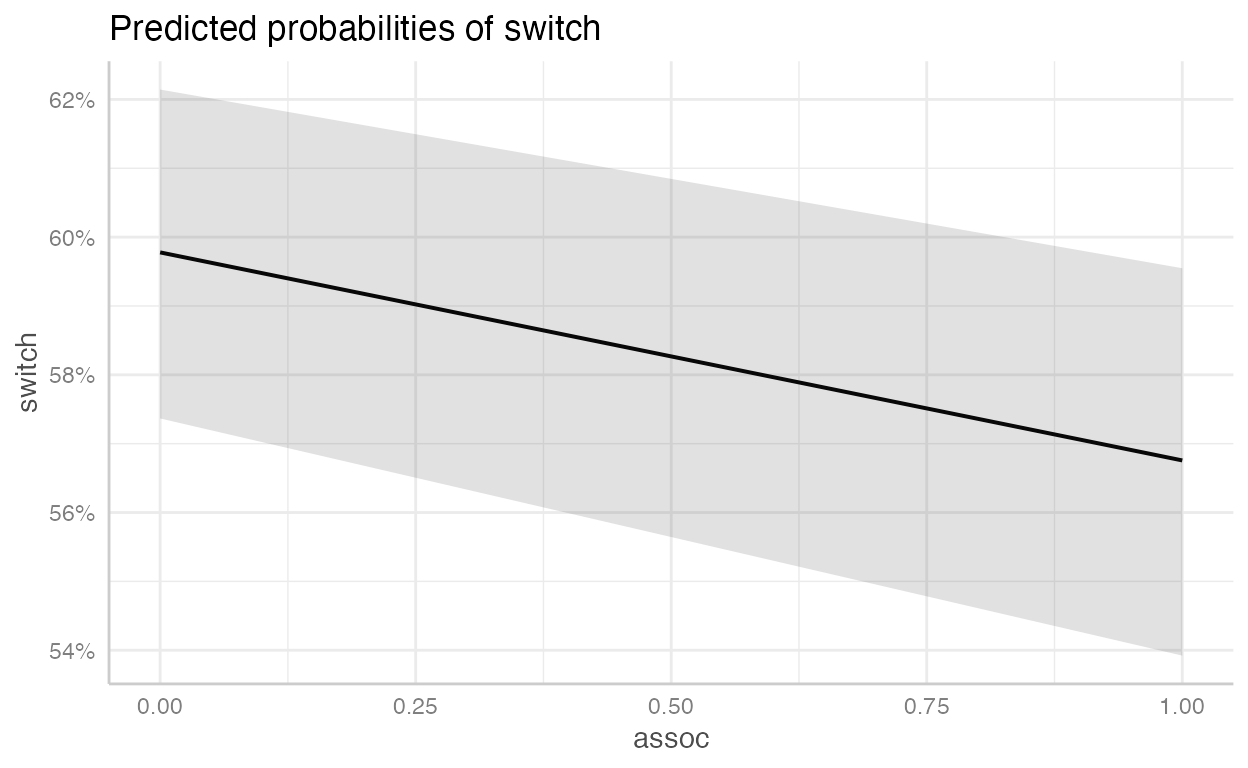 Predicted probabilities of switch
62%
60%
58%
56%
54%
switch
0.00 0.25 0.50 0.75 1.00
assoc